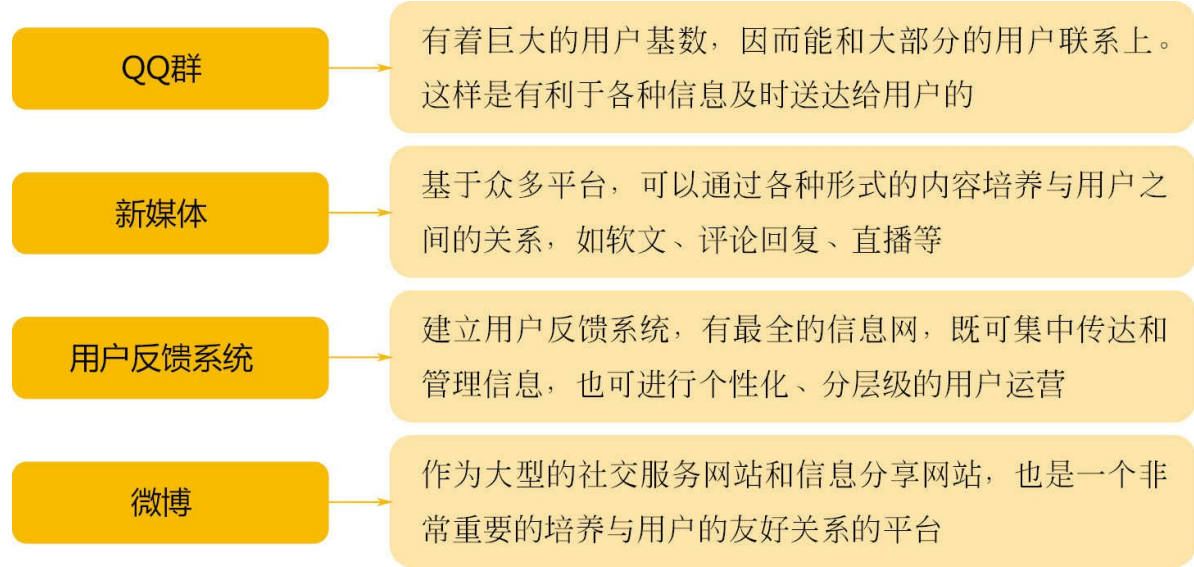 QQ群
有着巨大的用户基数，因而能和大部分的用户联系上。
这样是有利于各种信息及时送达给用户的
新媒体
基于众多平台，可以通过各种形式的内容培养与用户之
间的关系，如软文、评论回复、直播等
用户反馈系统
建立用户反馈系统，有最全的信息网，既可集中传达和
管理信息，也可进行个性化、分层级的用户运营
微博
作为大型的社交服务网站和信息分享网站，也是一个非
常重要的培养与用户的友好关系的平台